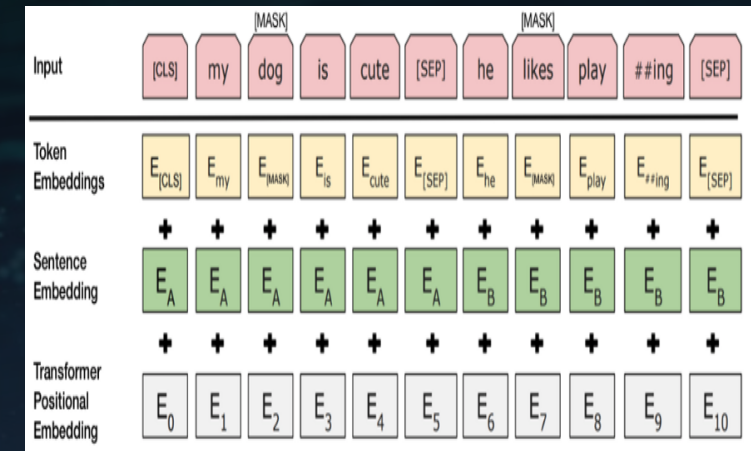 [MASK] [MASK]
Input [CLS] my dog is cute [SEP] he likes play ##ing [SEP]
Token
Embeddings
E[CLS] Emy E[MASK] Eis Ecute E[SEP] Ehe E[MASK] Eplay E##ing E[SEP]
Sentence
Embedding
EA EA EA EA EA EA EB EB EB EB EB
Transformer
Positional
Embedding
E0 E1 E2 E3 E4 E5 E6 E7 E8 E9 E10